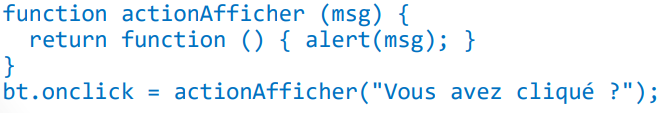 function actionAfficher (msg) {
  return function () { alert(msg); }
}
bt.onclick = actionAfficher("Vous avez cliqué ?");